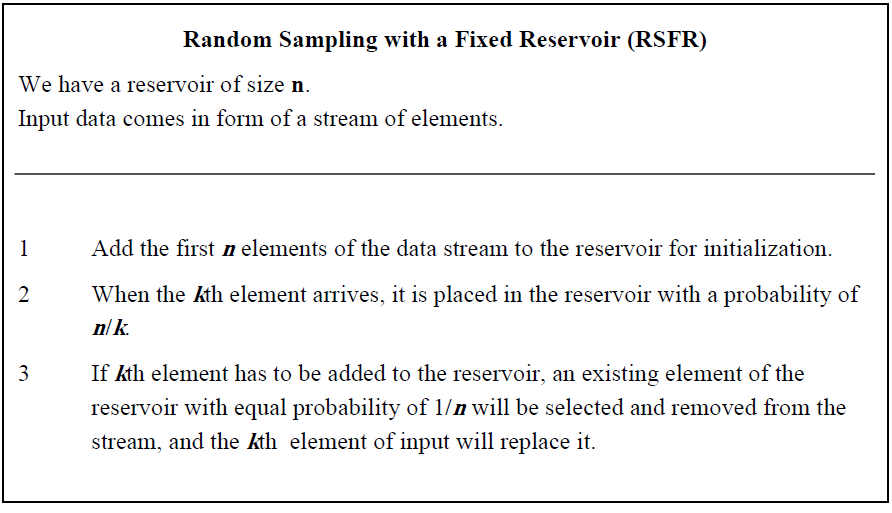 Random Sampling with a Fixed Reservoir (RSFR)
We have a reservoir of size n.
Input data comes in form of a stream of elements.
1 Add the first n elements of the data stream to the reservoir for initialization.
2 When the kth element arrives, it is placed in the reservoir with a probability of
n/k.
3 If kth element has to be added to the reservoir, an existing element of the
reservoir with equal probability of 1/n will be selected and removed from the
stream, and the kth element of input will replace it.